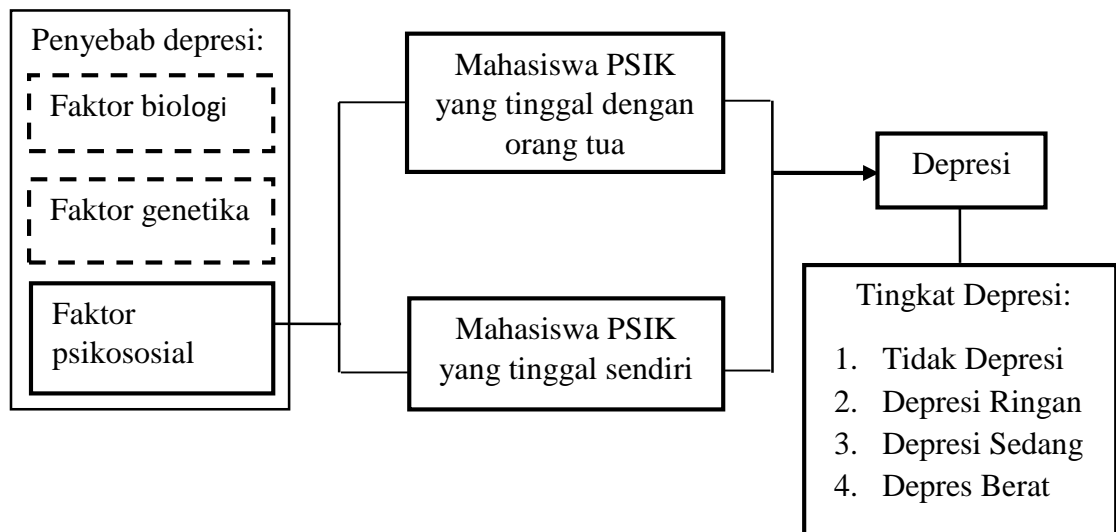 Penyebab depresi:
Faktor biologi
Faktor genetika
Faktor
psikososial
Mahasiswa PSIK
yang tinggal dengan
orang tua
Mahasiswa PSIK
yang tinggal sendiri
Depresi
Tingkat Depresi:
1. Tidak Depresi
2. Depresi Ringan
3. Depresi Sedang
4. Depres Berat